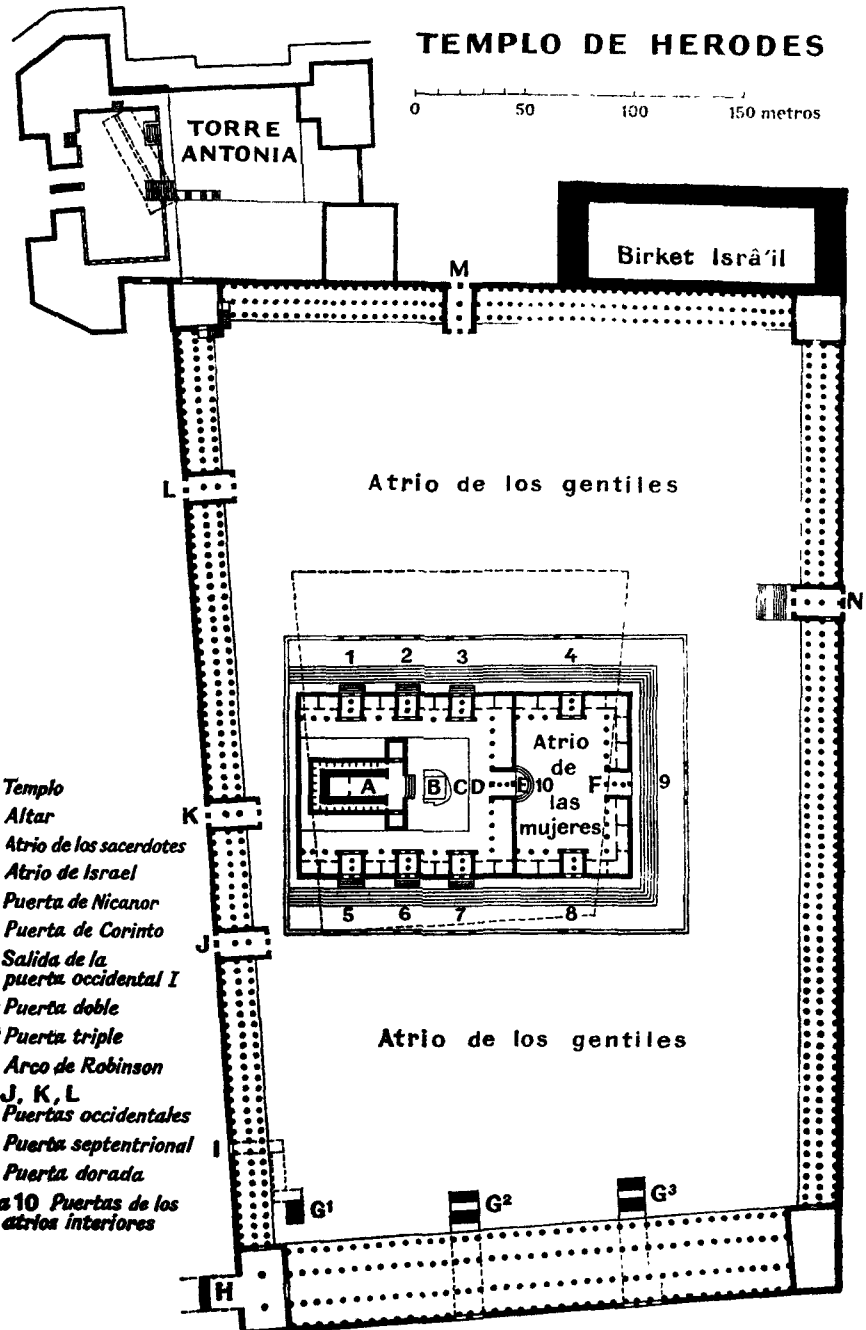 TEMPLO DE HERODES
0 50 100 150 metros
TORRE
ANTONIA
Birket Isrâ'il
M
L
Atrio de los gentiles
N
1 2 3 4
Atrio
de
las
mujeres
A B C D E 10 F 9
K
5 6 7 8
J
Atrio de los gentiles
I
G¹ G² G³
H
Templo
Altar
Atrio de los sacerdotes
Atrio de Israel
Puerta de Nicanor
Puerta de Corinto
Salida de la
puerta occidental I
Puerta doble
Puerta triple
Arco de Robinson
J, K, L
Puertas occidentales
Puerta septentrional
Puerta dorada
a 10 Puertas de los
atrios interiores